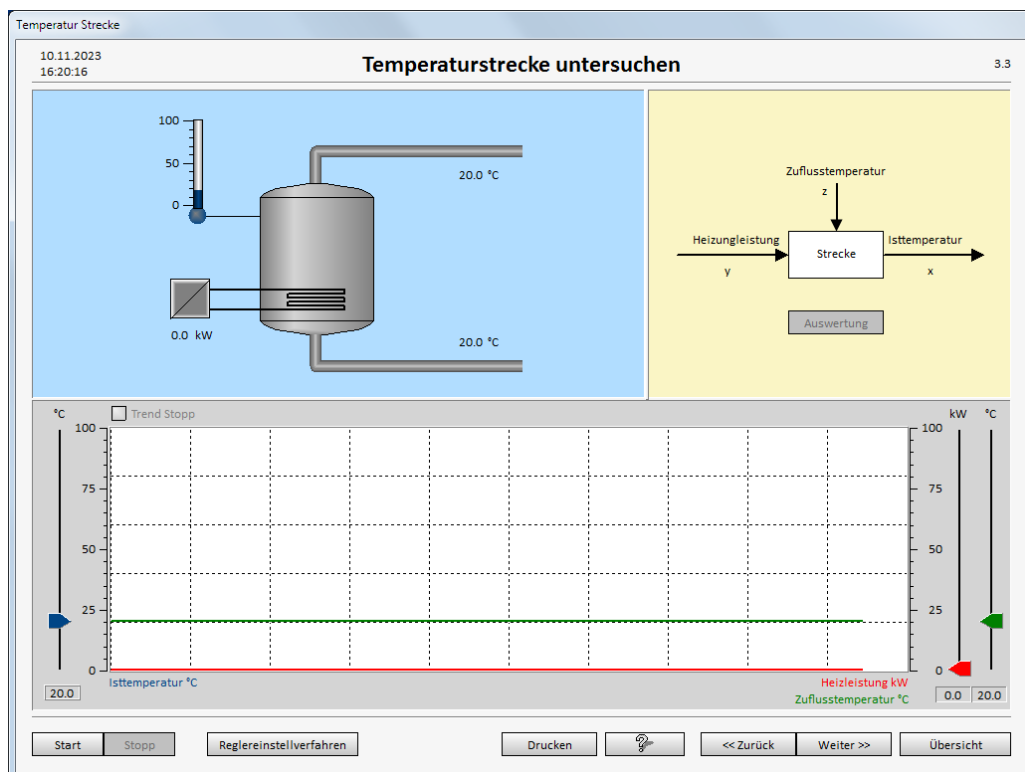 Temperatur Strecke
10.11.2023
16:20:16
Temperaturstrecke untersuchen
3.3
100
50
0
20.0 °C
0.0 kW
20.0 °C
Zuflusstemperatur
z
Heizungleistung
Strecke
Isttemperatur
y
x
Auswertung
°C
Trend Stopp
kW °C
100
100
75
75
50
50
25
25
0
0
20.0
Isttemperatur °C
Heizleistung kW
Zuflusstemperatur °C
0.0 20.0
Start
Stopp
Reglereinstellverfahren
Drucken
?
<< Zurück
Weiter >>
Übersicht